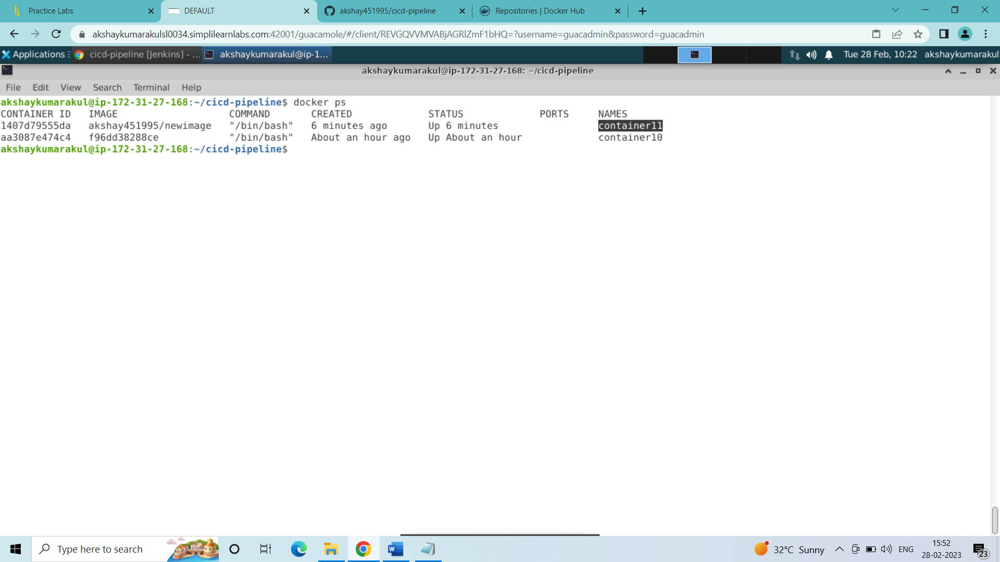 Practice Labs
DEFAULT
akshay451995/cicd-pipeline
Repositories | Docker Hub
akshaykumarakulsl0034.simplilearnlabs.com:42001/guacamole/#/client/REVGQVVMVABjAGRlZmF1bHQ=?username=guacadmin&password=guacadmin
Applications
cicd-pipeline [Jenkins] - ...
akshaykumarakul@ip-1...
Tue 28 Feb, 10:22 akshaykumarakul
akshaykumarakul@ip-172-31-27-168: ~/cicd-pipeline
File Edit View Search Terminal Help
akshaykumarakul@ip-172-31-27-168:~/cicd-pipeline$ docker ps
CONTAINER ID   IMAGE                   COMMAND       CREATED             STATUS             PORTS     NAMES
1407d79555da   akshay451995/newimage   "/bin/bash"   6 minutes ago       Up 6 minutes                 container11
aa3087e474c4   f96dd38288ce            "/bin/bash"   About an hour ago   Up About an hour             container10
akshaykumarakul@ip-172-31-27-168:~/cicd-pipeline$
Type here to search
32°C Sunny
ENG
15:52
28-02-2023
23